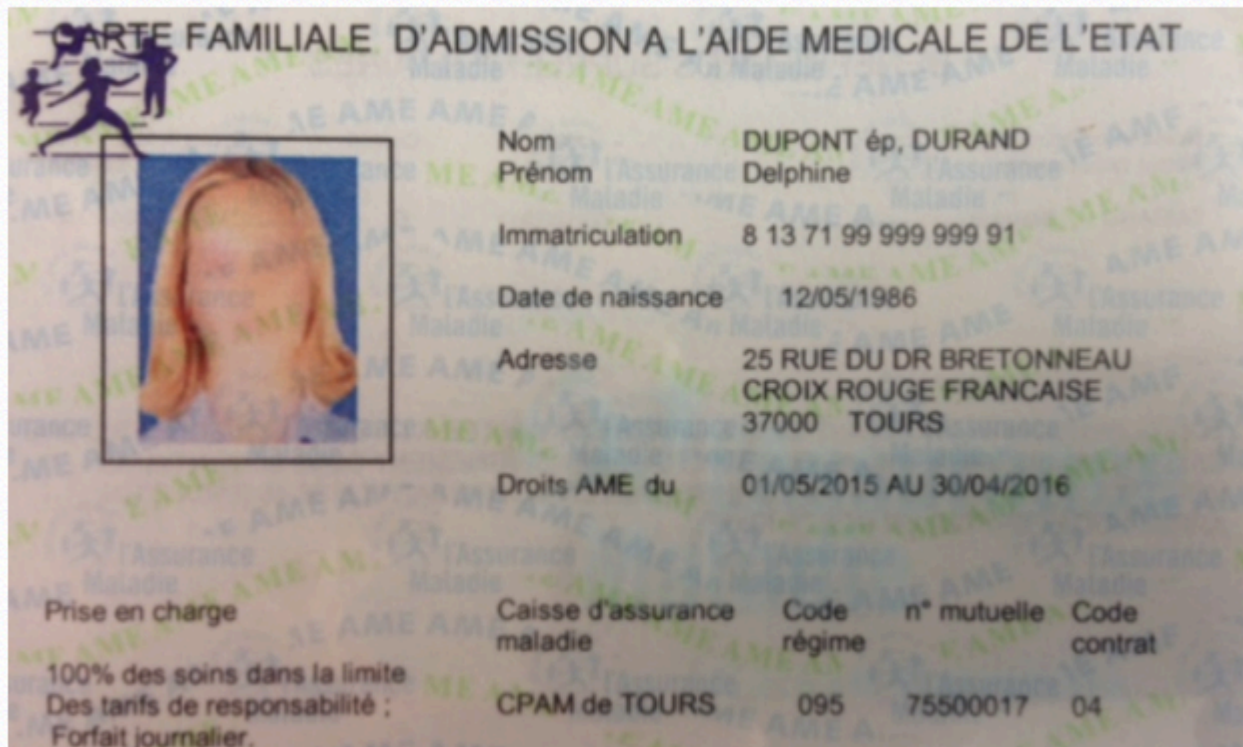 CARTE FAMILIALE D'ADMISSION A L'AIDE MEDICALE DE L'ETAT
Nom DUPONT ép, DURAND
Prénom Delphine
Immatriculation 8 13 71 99 999 999 91
Date de naissance 12/05/1986
Adresse 25 RUE DU DR BRETONNEAU
CROIX ROUGE FRANCAISE
37000 TOURS
Droits AME du 01/05/2015 AU 30/04/2016
Prise en charge Caisse d'assurance maladie Code régime n° mutuelle Code contrat
100% des soins dans la limite
Des tarifs de responsabilité ; CPAM de TOURS 095 75500017 04
Forfait journalier.